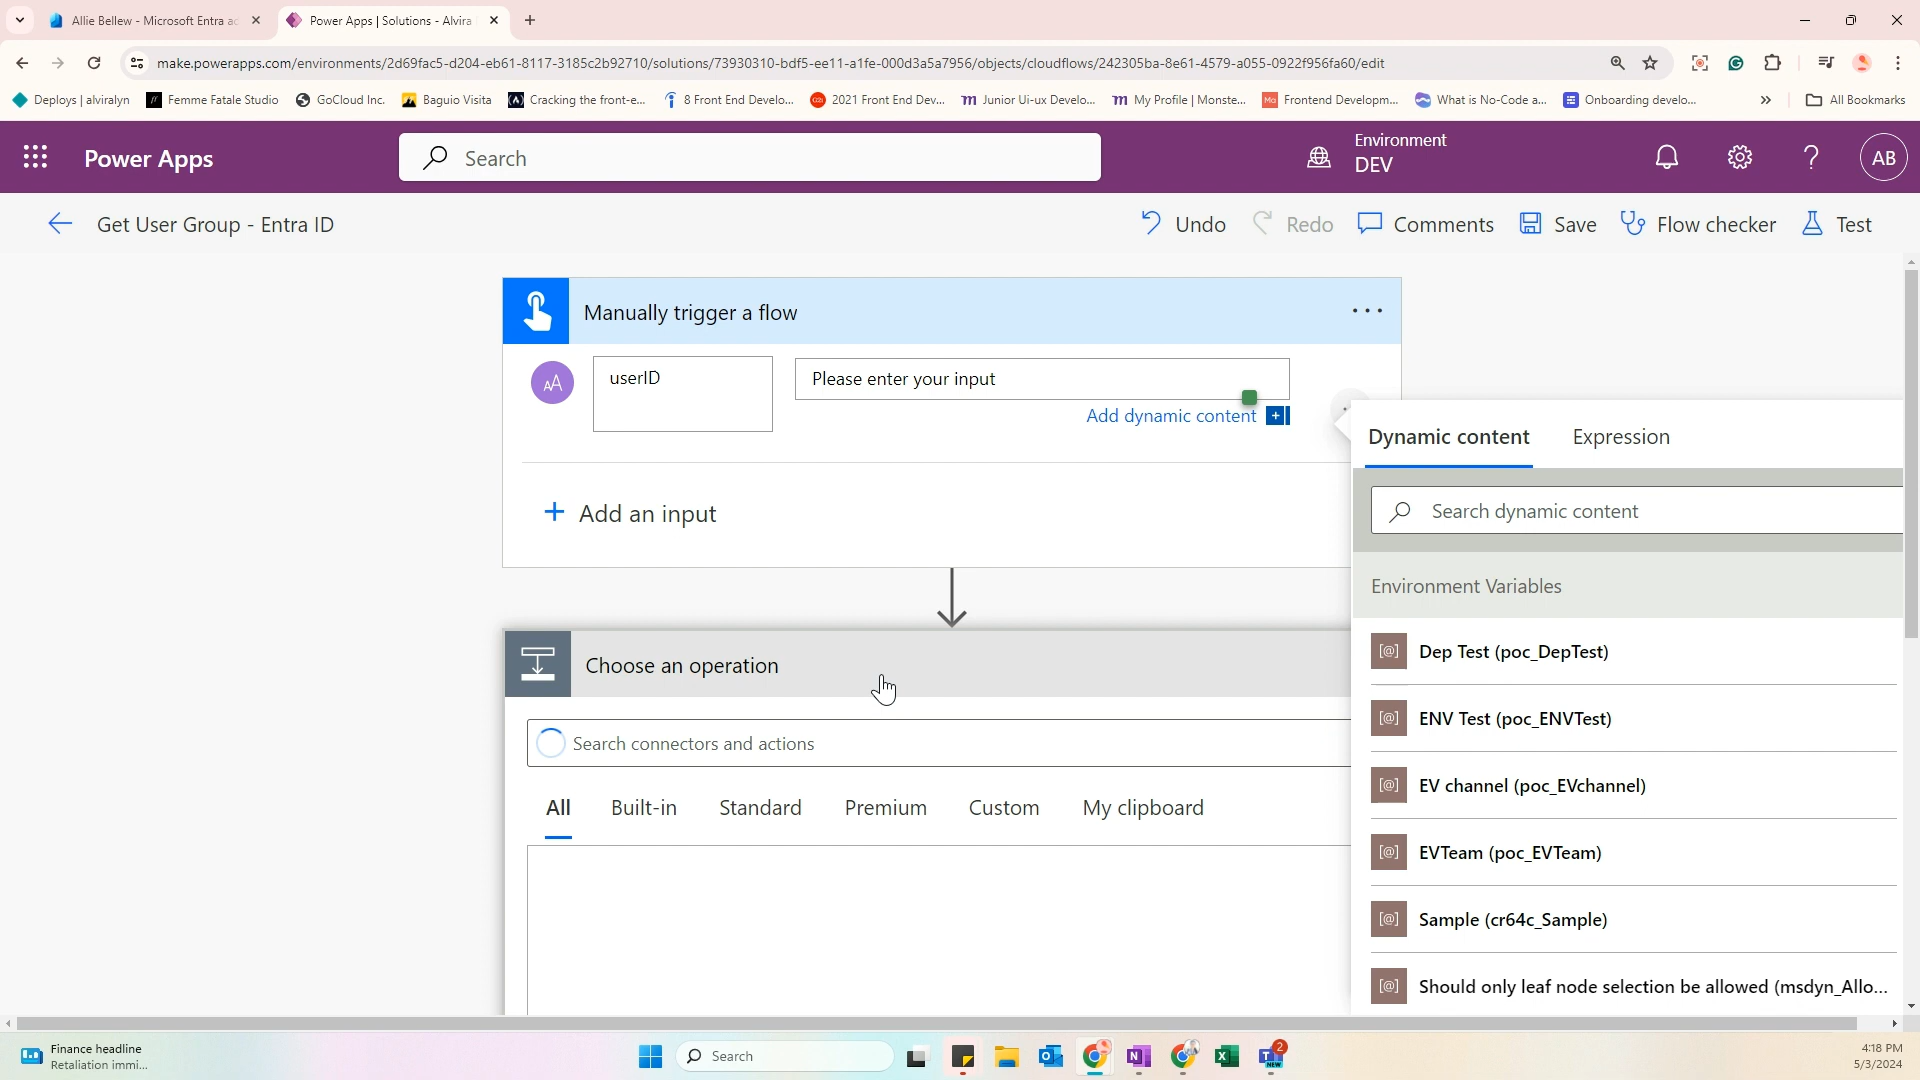 Allie Bellew - Microsoft Entra a
Power Apps | Solutions - Alvira
make.powerapps.com/environments/2d69fac5-d204-eb61-8117-3185c2b92710/solutions/73930310-bdf5-ee11-a1fe-000d3a5a7956/objects/cloudflows/242305ba-8e61-4579-a055-0922f956fa60/edit
Deploys | alviralyn
Femme Fatale Studio
GoCloud Inc.
Baguio Visita
Cracking the front-e...
8 Front End Develo...
2021 Front End Dev...
Junior Ui-ux Develo...
My Profile | Monste...
Frontend Developm...
What is No-Code a...
Onboarding develo...
All Bookmarks
Power Apps
Search
Environment
DEV
AB
Get User Group - Entra ID
Undo
Redo
Comments
Save
Flow checker
Test
Manually trigger a flow
userID
Please enter your input
Add dynamic content
Add an input
Choose an operation
Search connectors and actions
All
Built-in
Standard
Premium
Custom
My clipboard
Dynamic content
Expression
Search dynamic content
Environment Variables
Dep Test (poc_DepTest)
ENV Test (poc_ENVTest)
EV channel (poc_EVchannel)
EVTeam (poc_EVTeam)
Sample (cr64c_Sample)
Should only leaf node selection be allowed (msdyn_Allo...
Finance headline
Retaliation immi...
Search
2
NEW
4:18 PM
5/3/2024